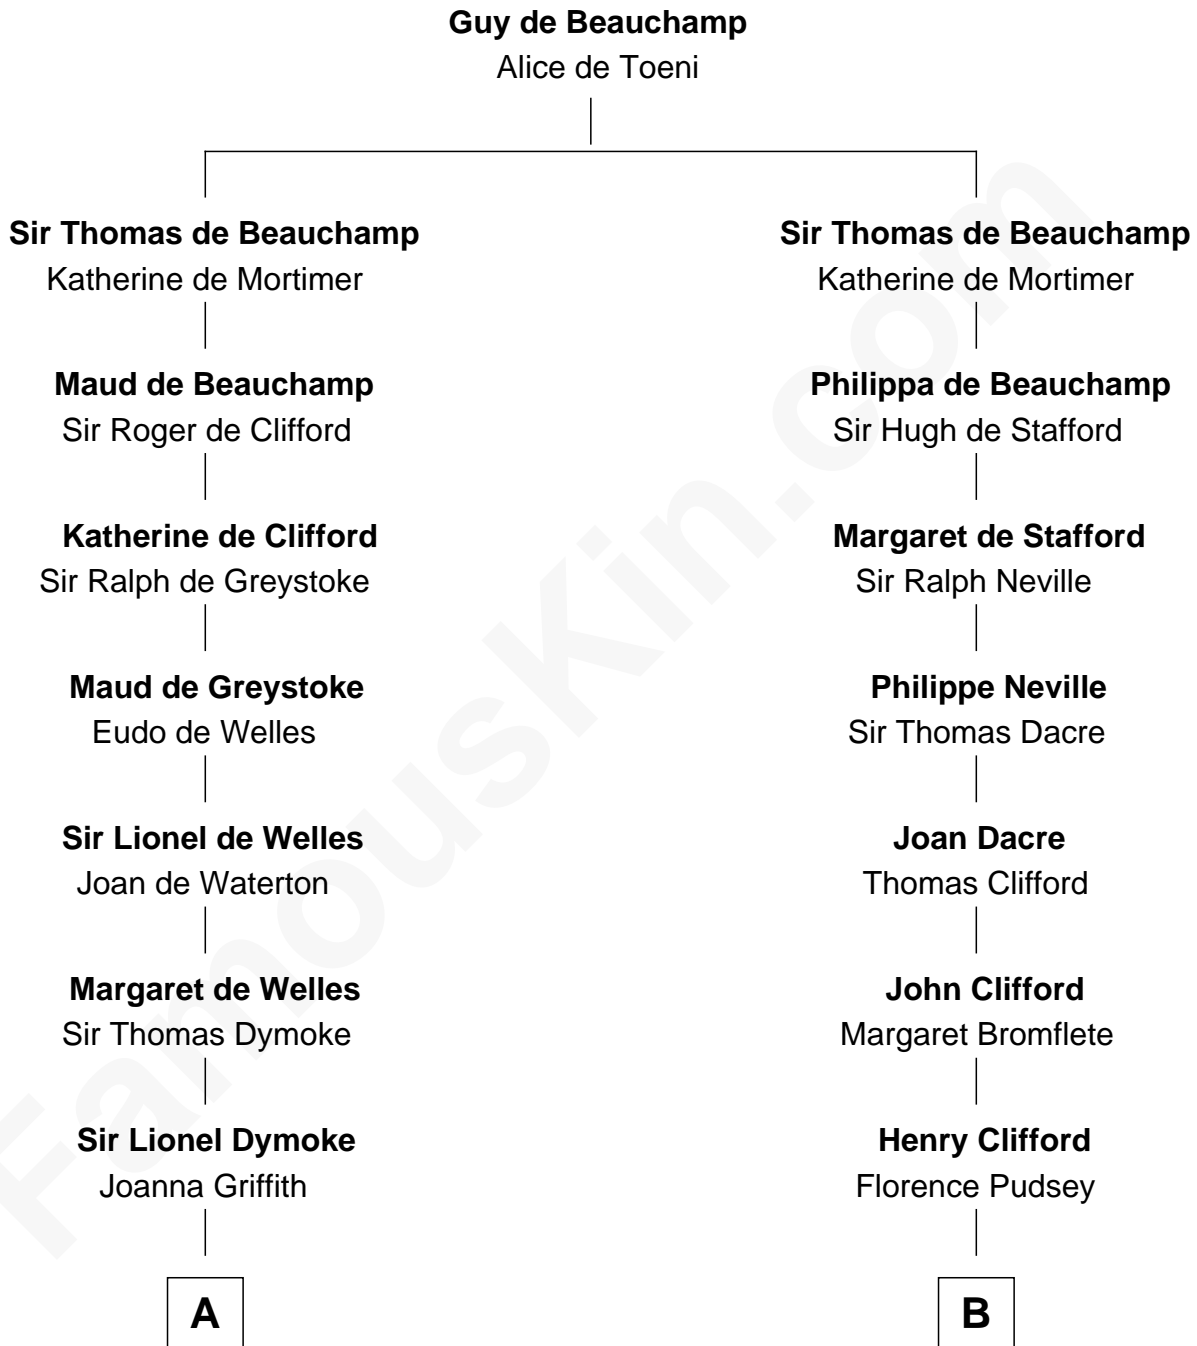 Guy de Beauchamp
Alice de Toeni
Sir Thomas de Beauchamp
Katherine de Mortimer
Maud de Beauchamp
Sir Roger de Clifford
Katherine de Clifford
Sir Ralph de Greystoke
Maud de Greystoke
Eudo de Welles
Sir Lionel de Welles
Joan de Waterton
Margaret de Welles
Sir Thomas Dymoke
Sir Lionel Dymoke
Joanna Griffith
A
Sir Thomas de Beauchamp
Katherine de Mortimer
Philippa de Beauchamp
Sir Hugh de Stafford
Margaret de Stafford
Sir Ralph Neville
Philippe Neville
Sir Thomas Dacre
Joan Dacre
Thomas Clifford
John Clifford
Margaret Bromflete
Henry Clifford
Florence Pudsey
B
FamousKin.com